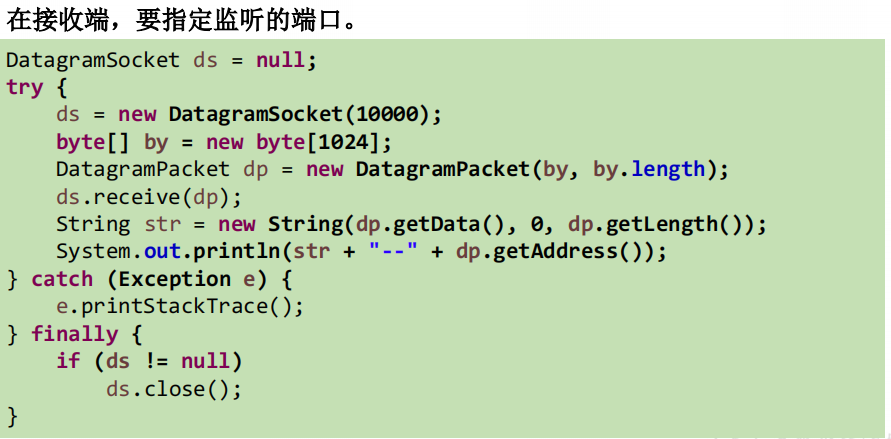 在接收端，要指定监听的端口。
DatagramSocket ds = null;
try {
    ds = new DatagramSocket(10000);
    byte[] by = new byte[1024];
    DatagramPacket dp = new DatagramPacket(by, by.length);
    ds.receive(dp);
    String str = new String(dp.getData(), 0, dp.getLength());
    System.out.println(str + "--" + dp.getAddress());
} catch (Exception e) {
    e.printStackTrace();
} finally {
    if (ds != null)
        ds.close();
}